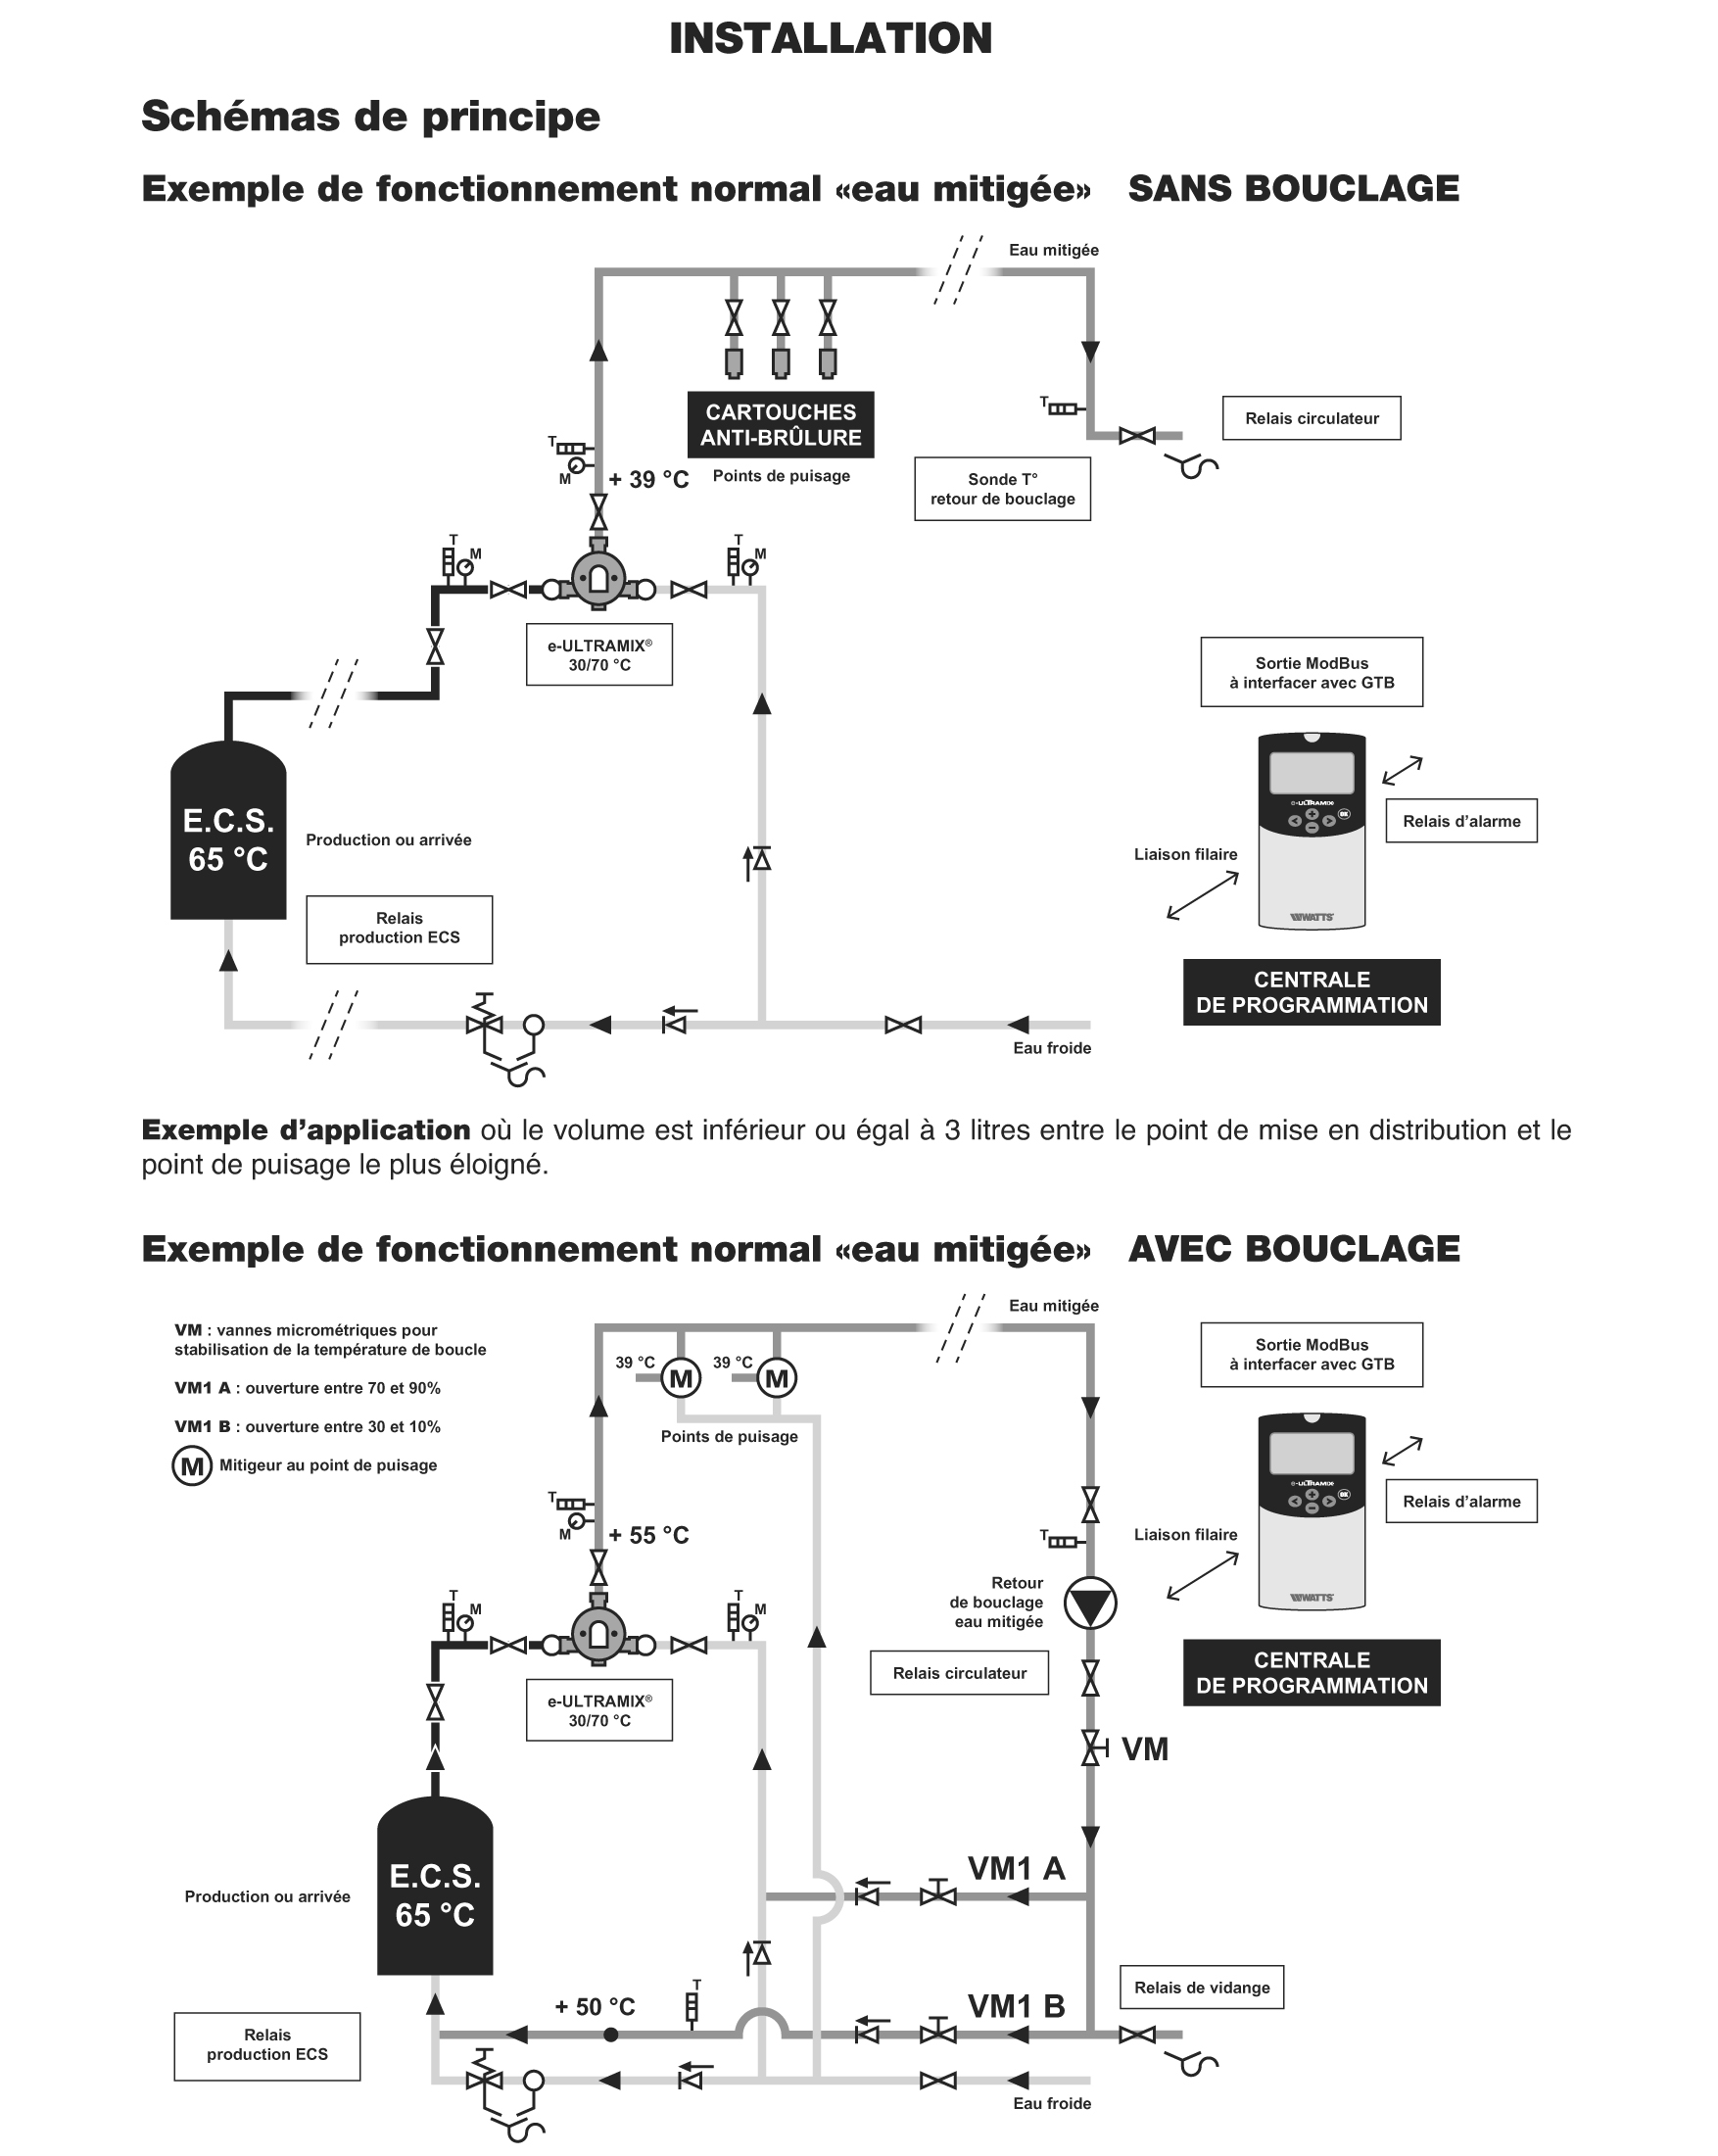 INSTALLATION
Schémas de principe
Exemple de fonctionnement normal «eau mitigée» SANS BOUCLAGE
Eau mitigée
CARTOUCHES
ANTI-BRÛLURE
Points de puisage
T
M
+ 39 °C
T
Relais circulateur
Sonde T°
retour de bouclage
T
M
T
M
e-ULTRAMIX®
30/70 °C
Sortie ModBus
à interfacer avec GTB
e-ULTRAMIX®
OK
Relais d'alarme
Liaison filaire
WATTS®
CENTRALE
DE PROGRAMMATION
E.C.S.
65 °C
Production ou arrivée
Relais
production ECS
Eau froide
Exemple d'application où le volume est inférieur ou égal à 3 litres entre le point de mise en distribution et le
point de puisage le plus éloigné.
Exemple de fonctionnement normal «eau mitigée» AVEC BOUCLAGE
VM : vannes micrométriques pour
stabilisation de la température de boucle
VM1 A : ouverture entre 70 et 90%
VM1 B : ouverture entre 30 et 10%
M Mitigeur au point de puisage
Eau mitigée
39 °C
M
39 °C
M
Points de puisage
Sortie ModBus
à interfacer avec GTB
e-ULTRAMIX®
OK
Relais d'alarme
Liaison filaire
WATTS®
CENTRALE
DE PROGRAMMATION
T
M
+ 55 °C
T
Retour
de bouclage
eau mitigée
Relais circulateur
T
M
T
M
e-ULTRAMIX®
30/70 °C
VM
E.C.S.
65 °C
Production ou arrivée
VM1 A
Relais de vidange
VM1 B
+ 50 °C
T
Relais
production ECS
Eau froide